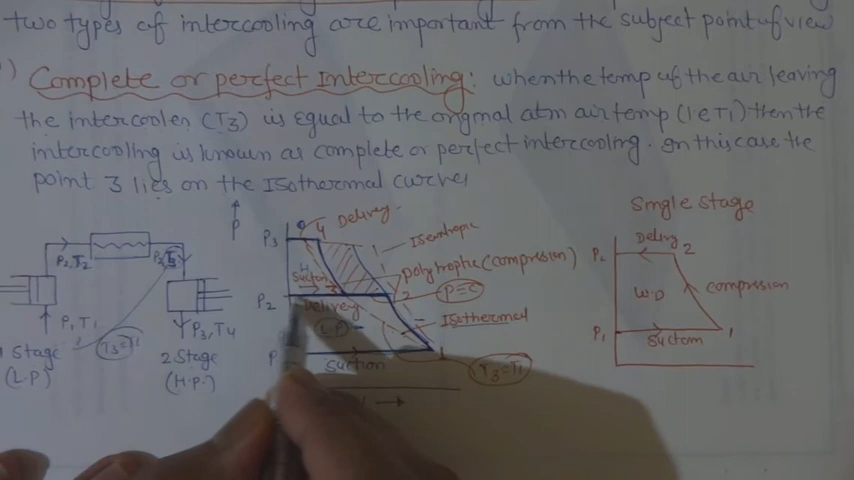 two types of intercooling are important from the subject point of view
) Complete or perfect Intercooling: when the temp of the air leaving
the intercooler (T3) is equal to the original atm air temp (i.e T1) then the
intercooling is known as complete or perfect intercooling. In this case the
point 3 lies on the Isothermal curve,
Single stage
P
Delivery
P3
4
Isentropic
P2
Delivery
2
P2,T2
P2,T3
H
Suction
3
polytrophic (compression)
W.D
compression
P2
Delivery
2
P=C
P1,T1
P3,T4
(L.P)
Isothermal
P1
Suction
1
Stage
(L.P)
T3=T1
2 Stage
(H.P.)
P
Suction
1
T3=T1